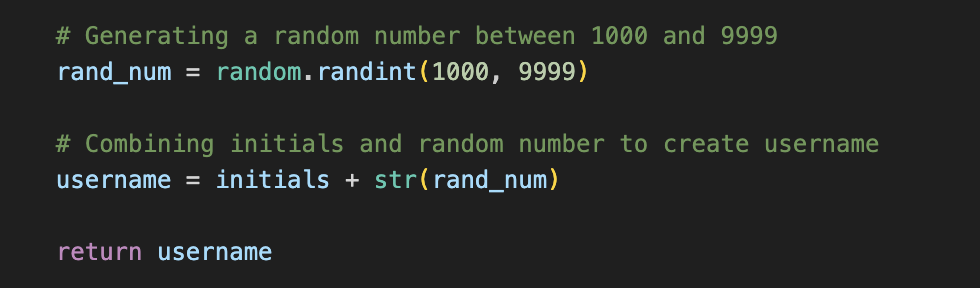 # Generating a random number between 1000 and 9999
rand_num = random.randint(1000, 9999)
# Combining initials and random number to create username
username = initials + str(rand_num)
return username